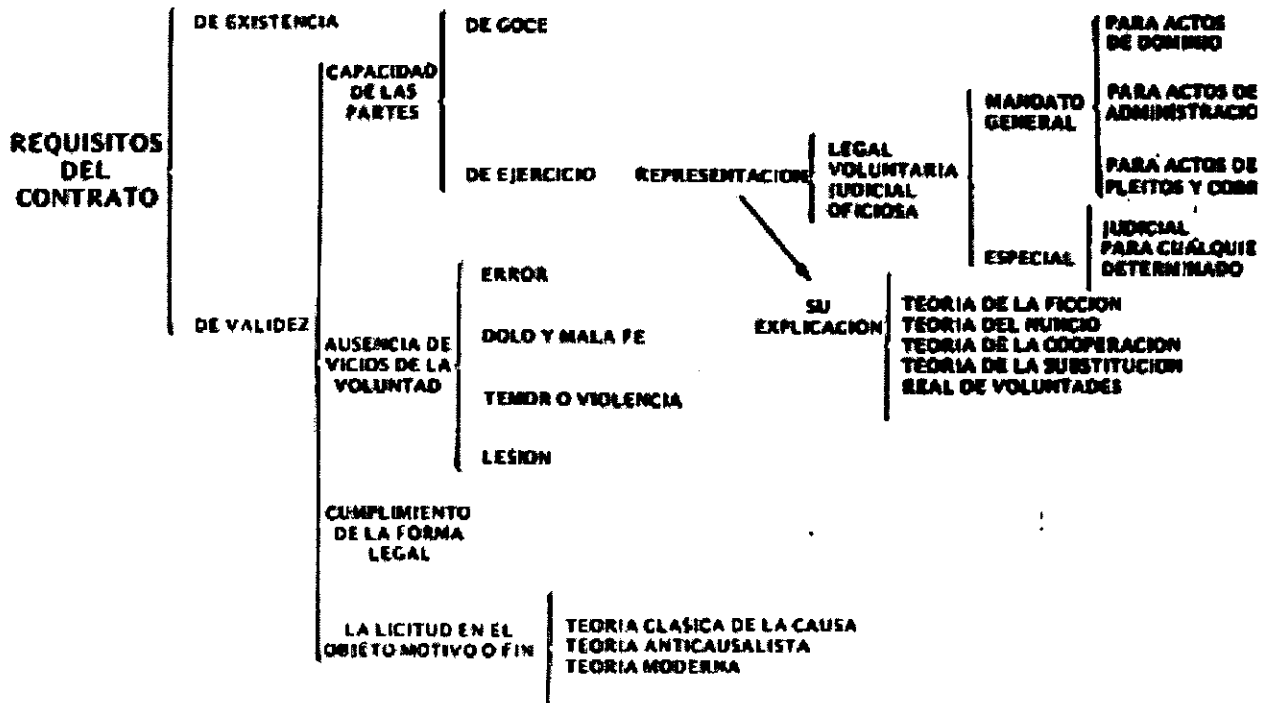 REQUISITOS
DEL
CONTRATO
DE EXISTENCIA
DE VALIDEZ
CAPACIDAD
DE LAS
PARTES
DE GOCE
DE EJERCICIO
REPRESENTACION
LEGAL
VOLUNTARIA
JUDICIAL
OFICIOSA
MANDATO
GENERAL
PARA ACTOS
DE DOMINIO
PARA ACTOS DE
ADMINISTRACIO
PARA ACTOS DE
PLEITOS Y COBR
ESPECIAL
JUDICIAL
PARA CUALQUIE
DETERMINADO
SU
EXPLICACIÓN
TEORIA DE LA FICCION
TEORIA DEL NUNCIO
TEORIA DE LA COOPERACION
TEORIA DE LA SUBSTITUCION
REAL DE VOLUNTADES
AUSENCIA DE
VICIOS DE LA
VOLUNTAD
ERROR
DOLO Y MALA FE
TEMOR O VIOLENCIA
LESION
CUMPLIMIENTO
DE LA FORMA
LEGAL
LA LICITUD EN EL
OBJETO MOTIVO O FIN
TEORIA CLASICA DE LA CAUSA
TEORIA ANTICAUSALISTA
TEORIA MODERNA